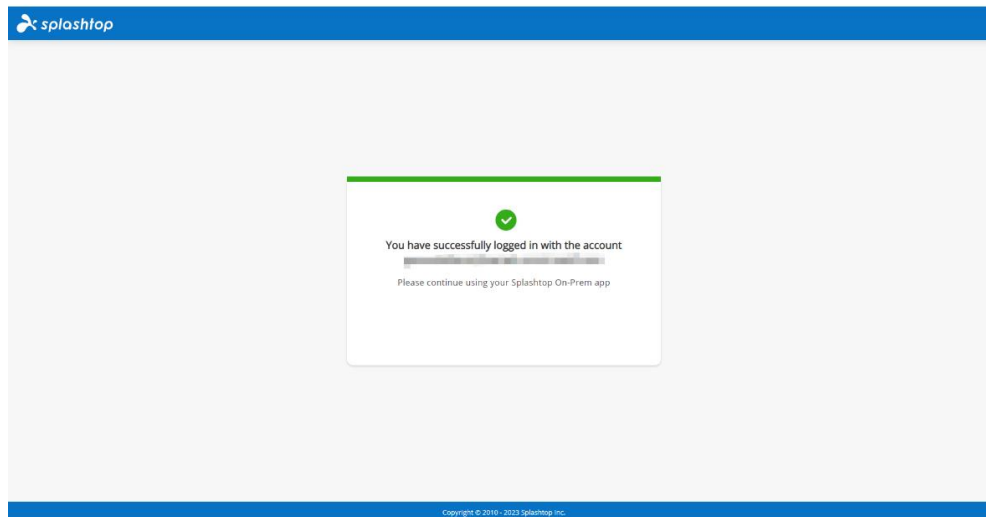 splashtop
You have successfully logged in with the account
Please continue using your Splashtop On-Prem app
Copyright © 2010 - 2023 Splashtop Inc.